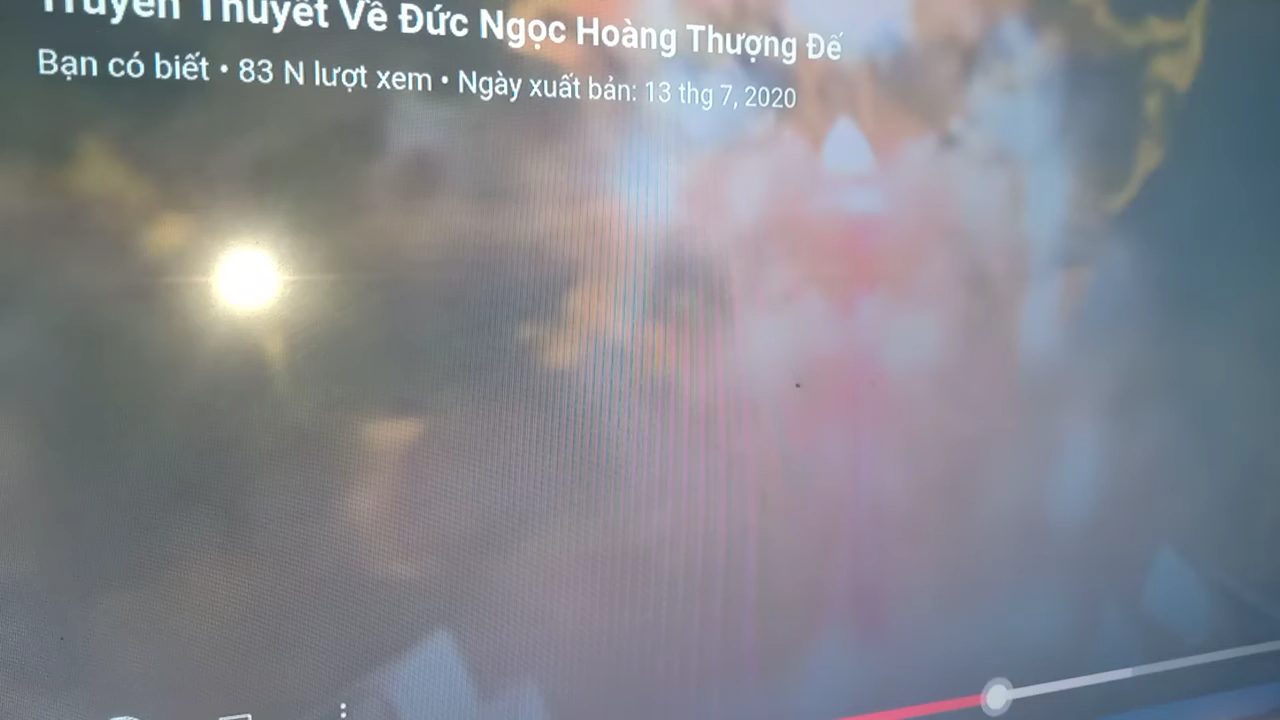 Truyền Thuyết Về Đức Ngọc Hoàng Thượng Đế
Bạn có biết • 83 N lượt xem • Ngày xuất bản: 13 thg 7, 2020